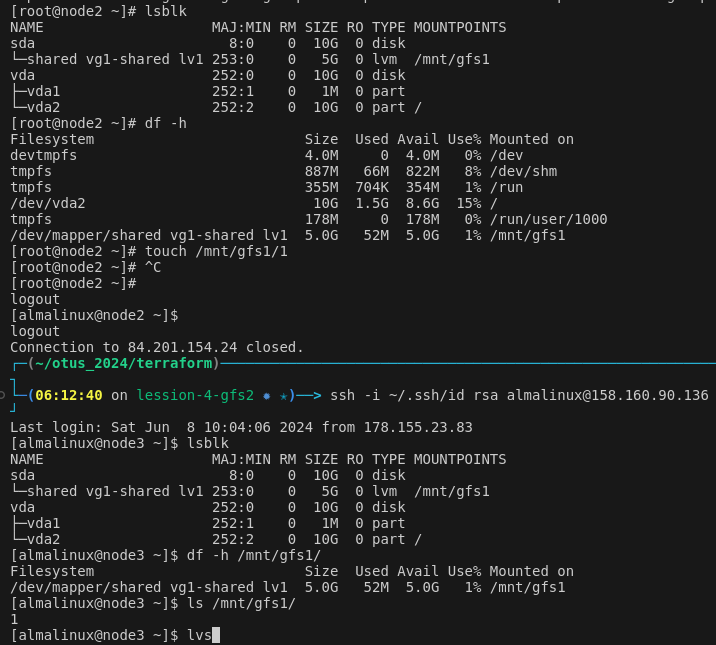 [root@node2 ~]# lsblk
NAME                    MAJ:MIN RM SIZE RO TYPE MOUNTPOINTS
sda                       8:0    0  10G  0 disk
└─shared vg1-shared lv1 253:0    0   5G  0 lvm  /mnt/gfs1
vda                     252:0    0  10G  0 disk
├─vda1                  252:1    0   1M  0 part
└─vda2                  252:2    0  10G  0 part /
[root@node2 ~]# df -h
Filesystem                         Size  Used Avail Use% Mounted on
devtmpfs                           4.0M     0  4.0M   0% /dev
tmpfs                              887M   66M  822M   8% /dev/shm
tmpfs                              355M  704K  354M   1% /run
/dev/vda2                           10G  1.5G  8.6G  15% /
tmpfs                              178M     0  178M   0% /run/user/1000
/dev/mapper/shared vg1-shared lv1  5.0G   52M  5.0G   1% /mnt/gfs1
[root@node2 ~]# touch /mnt/gfs1/1
[root@node2 ~]# ^C
[root@node2 ~]#
logout
[almalinux@node2 ~]$
logout
Connection to 84.201.154.24 closed.
┌─(~/otus_2024/terraform)─
└─(06:12:40 on lession-4-gfs2 ✹ ★)──> ssh -i ~/.ssh/id rsa almalinux@158.160.90.136
Last login: Sat Jun  8 10:04:06 2024 from 178.155.23.83
[almalinux@node3 ~]$ lsblk
NAME                    MAJ:MIN RM SIZE RO TYPE MOUNTPOINTS
sda                       8:0    0  10G  0 disk
└─shared vg1-shared lv1 253:0    0   5G  0 lvm  /mnt/gfs1
vda                     252:0    0  10G  0 disk
├─vda1                  252:1    0   1M  0 part
└─vda2                  252:2    0  10G  0 part /
[almalinux@node3 ~]$ df -h /mnt/gfs1/
Filesystem                         Size  Used Avail Use% Mounted on
/dev/mapper/shared vg1-shared lv1  5.0G   52M  5.0G   1% /mnt/gfs1
[almalinux@node3 ~]$ ls /mnt/gfs1/
1
[almalinux@node3 ~]$ lvs